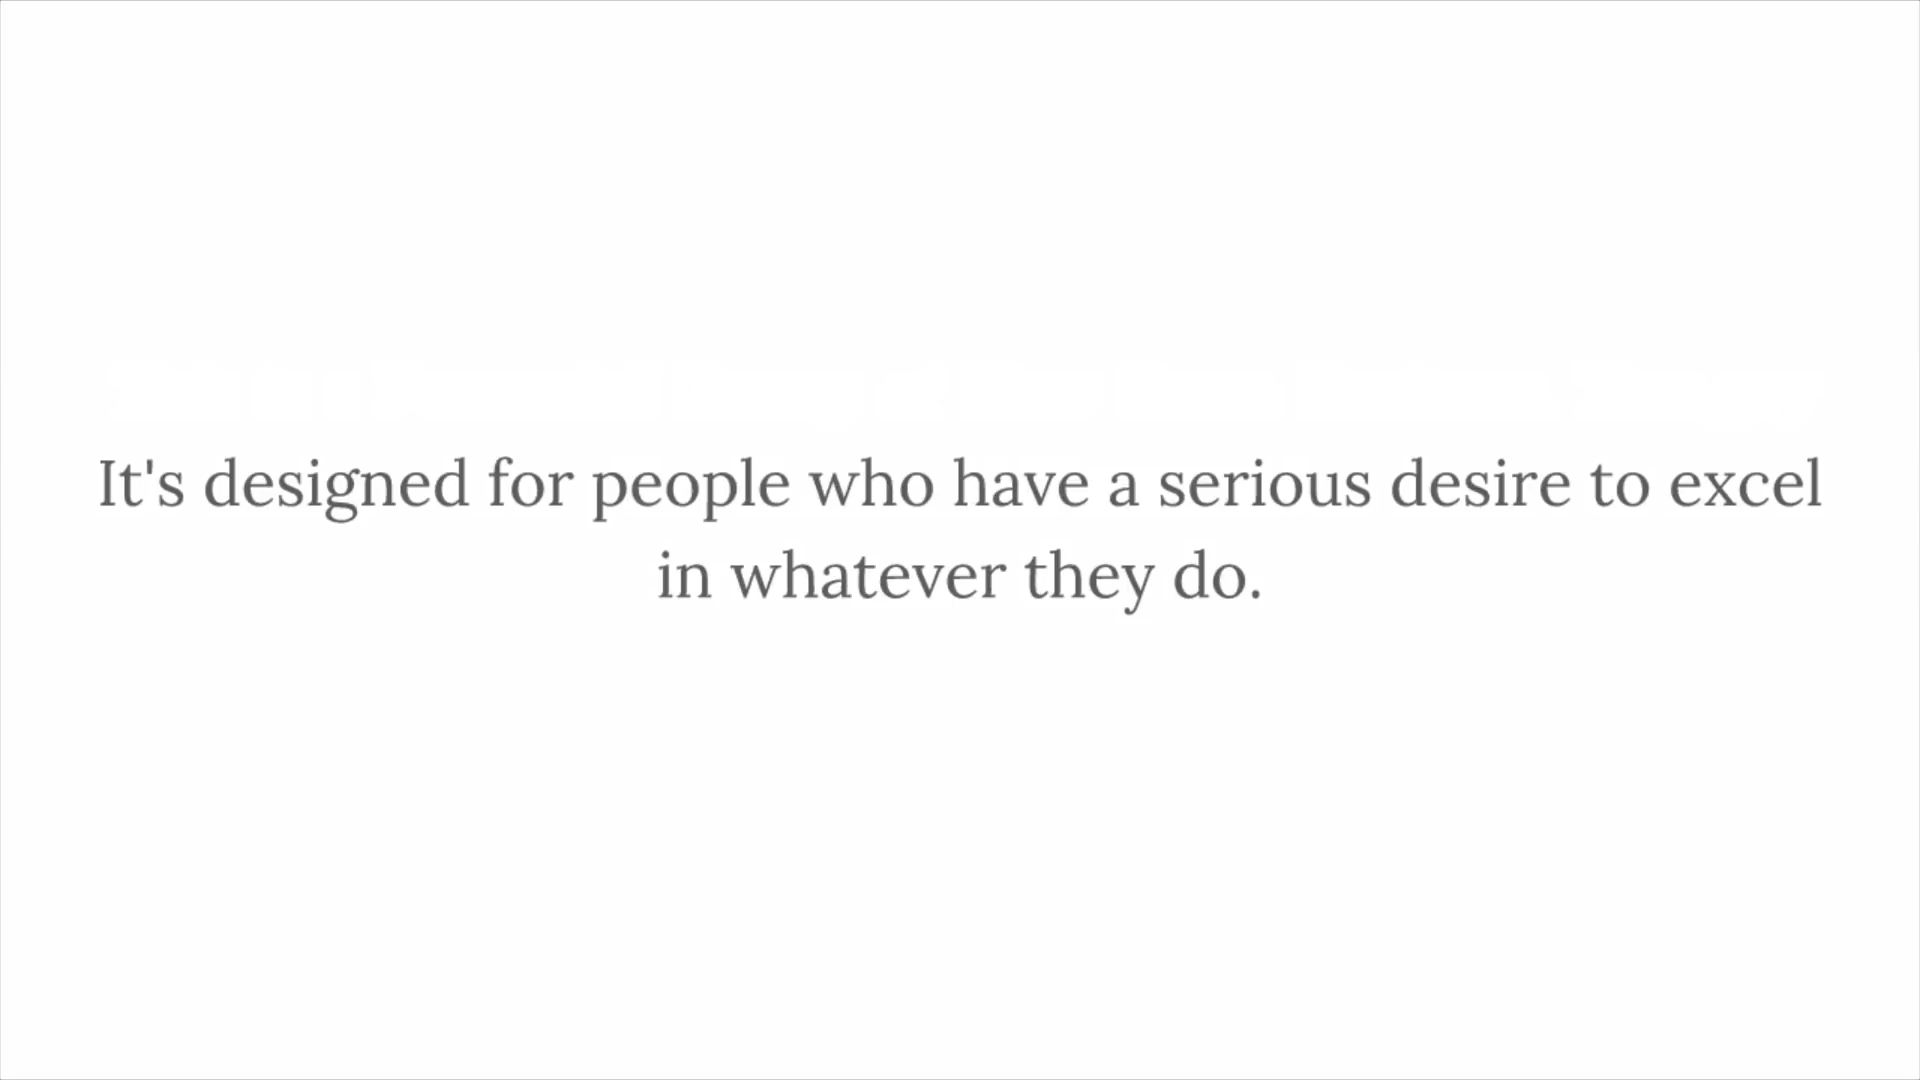 It's designed for people who have a serious desire to excel
in whatever they do.